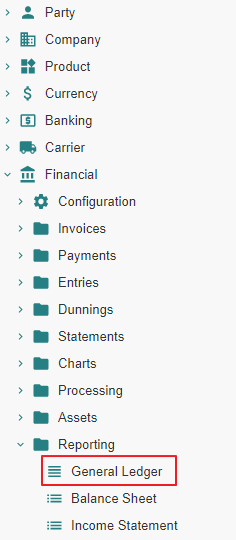 Party
Company
Product
Currency
Banking
Carrier
Financial
Configuration
Invoices
Payments
Entries
Dunnings
Statements
Charts
Processing
Assets
Reporting
General Ledger
Balance Sheet
Income Statement